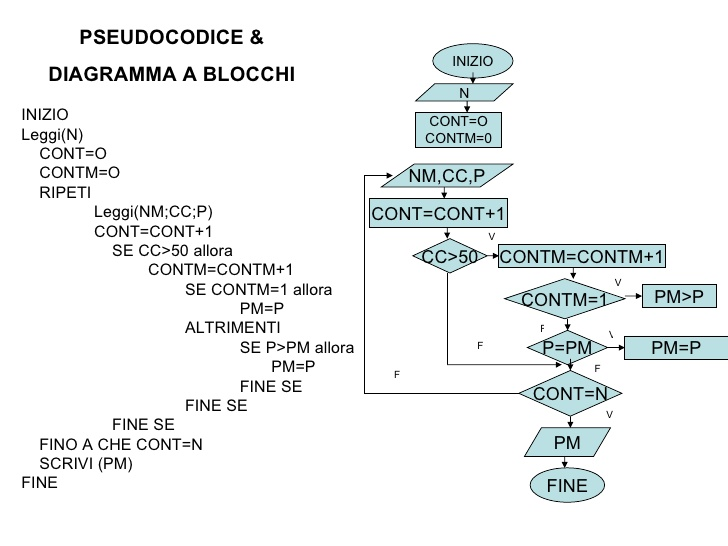 PSEUDOCODICE &
DIAGRAMMA A BLOCCHI
INIZIO
Leggi(N)
CONT=O
CONTM=O
RIPETI
Leggi(NM;CC;P)
CONT=CONT+1
SE CC>50 allora
CONTM=CONTM+1
SE CONTM=1 allora
PM=P
ALTRIMENTI
SE P>PM allora
PM=P
FINE SE
FINE SE
FINE SE
FINO A CHE CONT=N
SCRIVI (PM)
FINE
INIZIO
N
CONT=O
CONTM=0
NM,CC,P
CONT=CONT+1
V
CC>50
CONTM=CONTM+1
V
CONTM=1
PM>P
F
P=PM
PM=P
F
F
F
CONT=N
V
PM
FINE